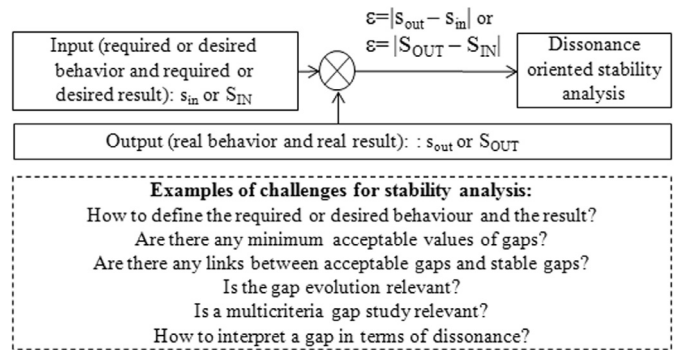 Input (required or desired
behavior and required or
desired result): sin or SIN
ε=|sout – sin| or
ε= |SOUT – SIN|
Dissonance
oriented stability
analysis
Output (real behavior and real result): : sout or SOUT
Examples of challenges for stability analysis:
How to define the required or desired behaviour and the result?
Are there any minimum acceptable values of gaps?
Are there any links between acceptable gaps and stable gaps?
Is the gap evolution relevant?
Is a multicriteria gap study relevant?
How to interpret a gap in terms of dissonance?